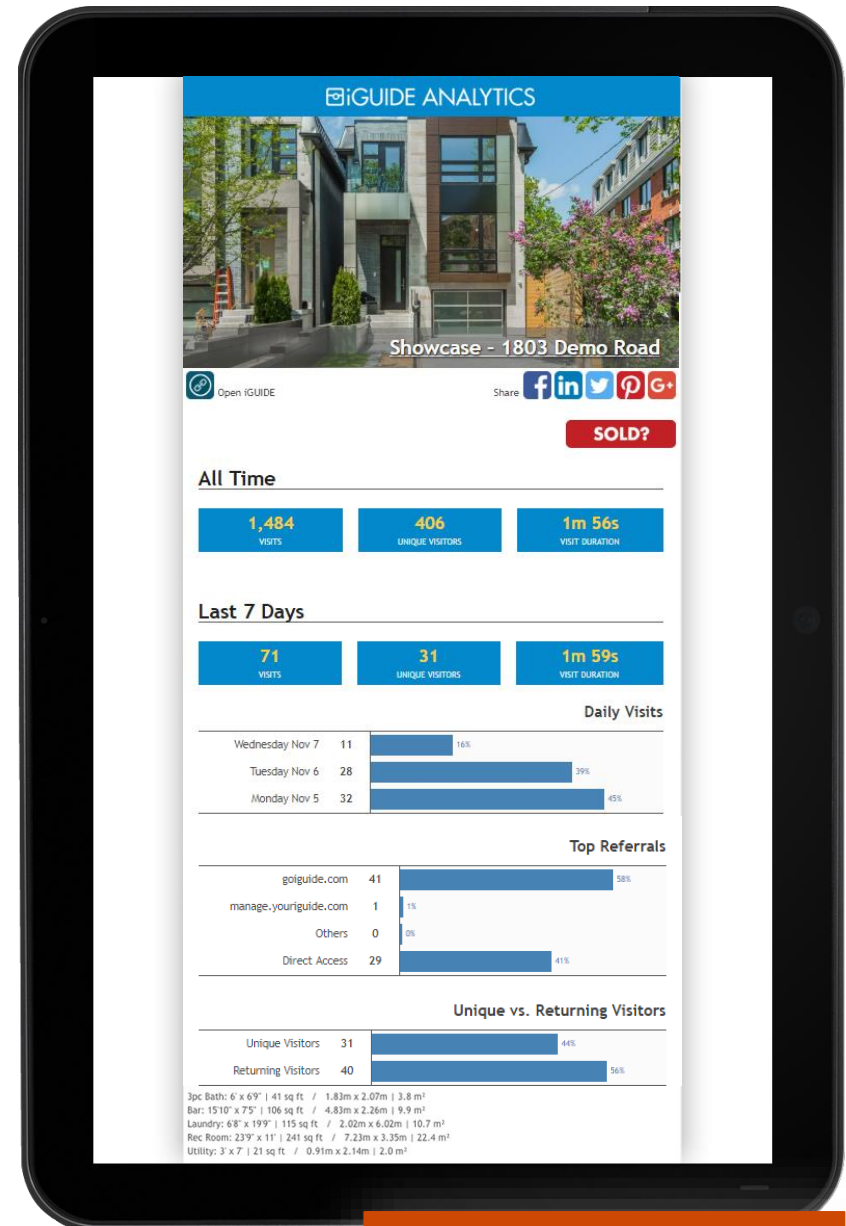 iGUIDE ANALYTICS
Showcase - 1803 Demo Road
Open iGUIDE
Share
SOLD?
All Time
1,484 406 1m 56s
VISITS UNIQUE VISITORS VISIT DURATION
Last 7 Days
71 31 1m 59s
VISITS UNIQUE VISITORS VISIT DURATION
Daily Visits
Wednesday Nov 7 11 16%
Tuesday Nov 6 28 39%
Monday Nov 5 32 45%
Top Referrals
goiguide.com 41 58%
manage.youriguide.com 1 1%
Others 0 0%
Direct Access 29 41%
Unique vs. Returning Visitors
Unique Visitors 31 44%
Returning Visitors 40 56%
3pc Bath: 6' x 6'9" | 41 sq ft / 1.83m x 2.07m | 3.8 m²
Bar: 15'10" x 7'5" | 106 sq ft / 4.83m x 2.26m | 9.9 m²
Laundry: 6'8" x 19'9" | 115 sq ft / 2.02m x 6.02m | 10.7 m²
Rec Room: 23'9" x 11' | 241 sq ft / 7.23m x 3.35m | 22.4 m²
Utility: 3' x 7' | 21 sq ft / 0.91m x 2.14m | 2.0 m²